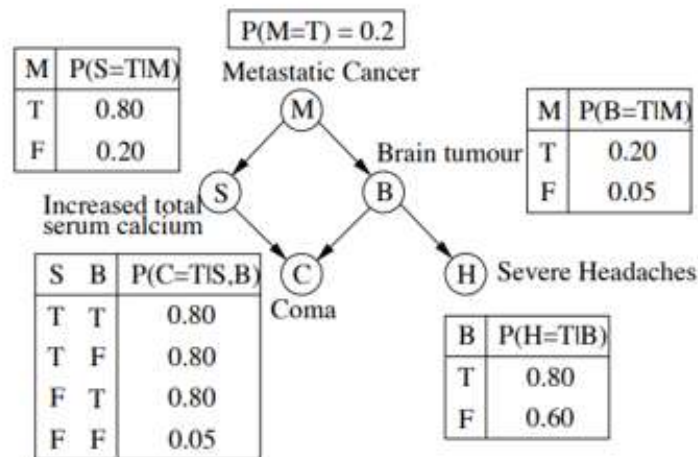 P(M=T) = 0.2
Metastatic Cancer
M P(S=T|M)
T 0.80
F 0.20
M
M P(B=T|M)
T 0.20
F 0.05
Brain tumour
S
B
Increased total
serum calcium
S B P(C=T|S,B)
T T 0.80
T F 0.80
F T 0.80
F F 0.05
C
Coma
H
Severe Headaches
B P(H=T|B)
T 0.80
F 0.60